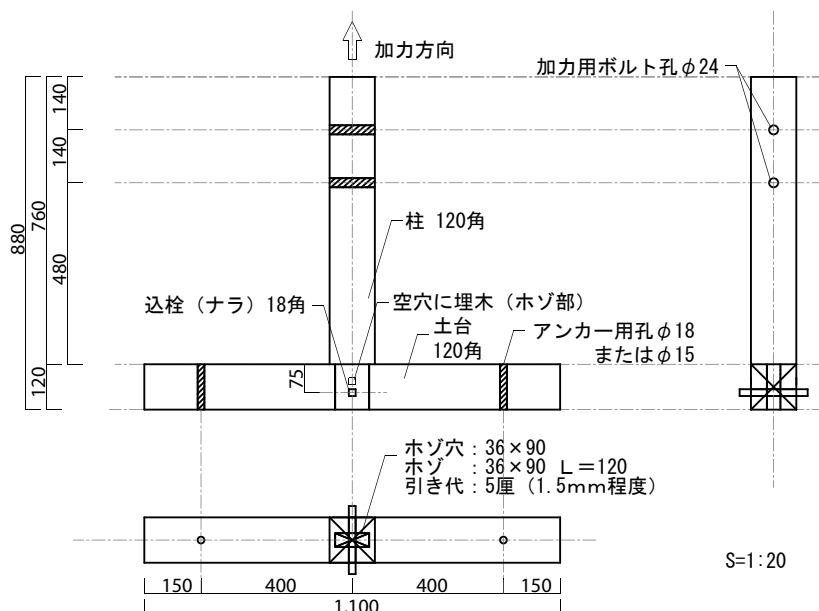 加力方向
加力用ボルト孔φ24
140
140
760
880
480
柱 120角
込栓（ナラ）18角
空穴に埋木（ホゾ部）
土台
120角
アンカー用孔φ18
またはφ15
120
75
ホゾ穴：36×90
ホゾ　：36×90 L＝120
引き代：5厘（1.5mm程度）
S=1:20
150
400
400
150
1,100